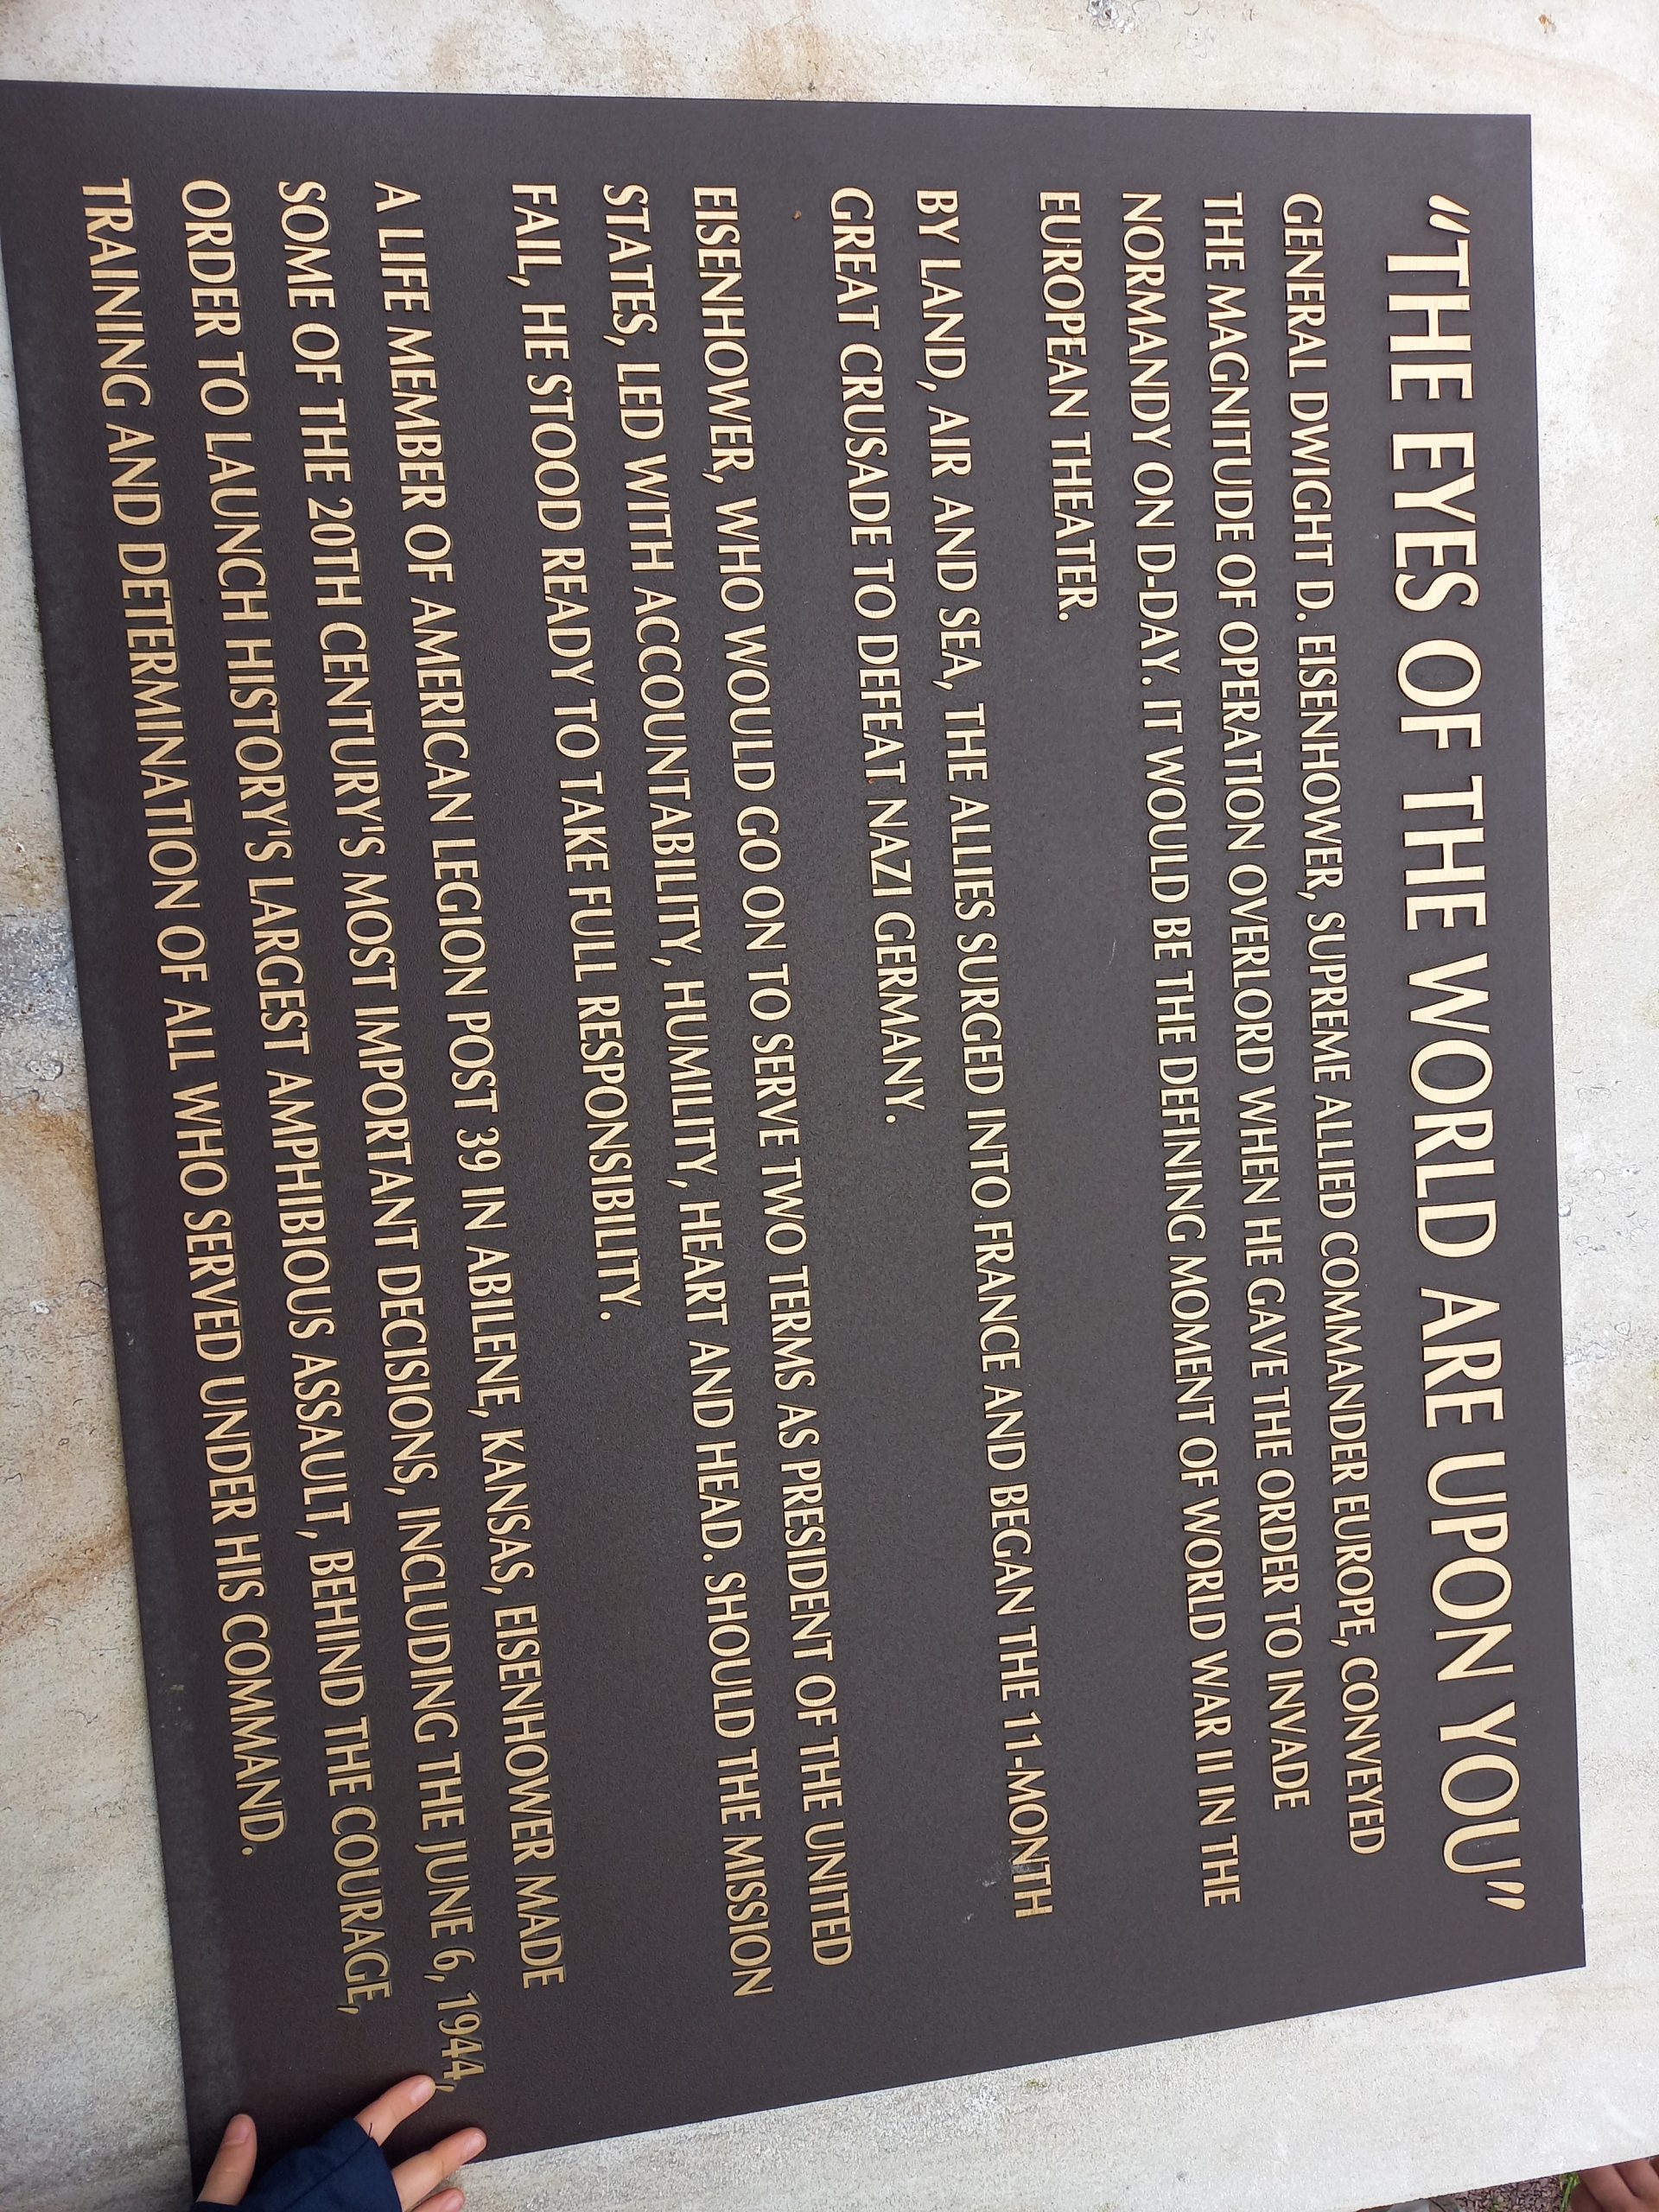 “THE EYES OF THE WORLD ARE UPON YOU”
GENERAL DWIGHT D. EISENHOWER, SUPREME ALLIED COMMANDER EUROPE, CONVEYED
THE MAGNITUDE OF OPERATION OVERLORD WHEN HE GAVE THE ORDER TO INVADE
NORMANDY ON D-DAY. IT WOULD BE THE DEFINING MOMENT OF WORLD WAR II IN THE
EUROPEAN THEATER.
BY LAND, AIR AND SEA, THE ALLIES SURGED INTO FRANCE AND BEGAN THE 11-MONTH
GREAT CRUSADE TO DEFEAT NAZI GERMANY.
EISENHOWER, WHO WOULD GO ON TO SERVE TWO TERMS AS PRESIDENT OF THE UNITED
STATES, LED WITH ACCOUNTABILITY, HUMILITY, HEART AND HEAD. SHOULD THE MISSION
FAIL, HE STOOD READY TO TAKE FULL RESPONSIBILITY.
A LIFE MEMBER OF AMERICAN LEGION POST 39 IN ABILENE, KANSAS, EISENHOWER MADE
SOME OF THE 20TH CENTURY'S MOST IMPORTANT DECISIONS, INCLUDING THE JUNE 6, 1944,
ORDER TO LAUNCH HISTORY'S LARGEST AMPHIBIOUS ASSAULT, BEHIND THE COURAGE,
TRAINING AND DETERMINATION OF ALL WHO SERVED UNDER HIS COMMAND.